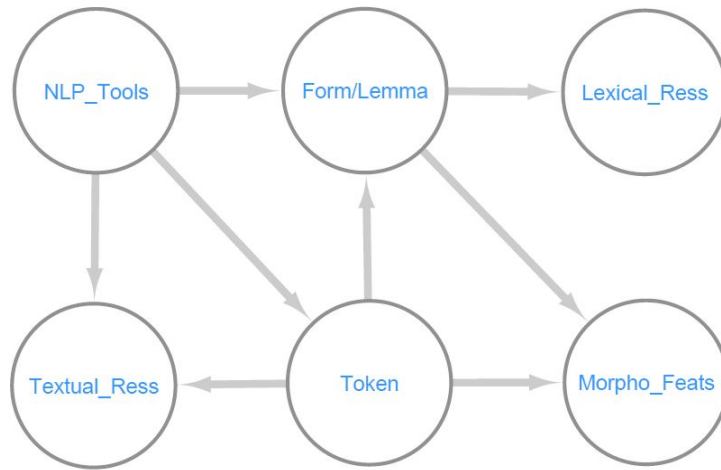 NLP_Tools
Form/Lemma
Lexical_Ress
Textual_Ress
Token
Morpho_Feats